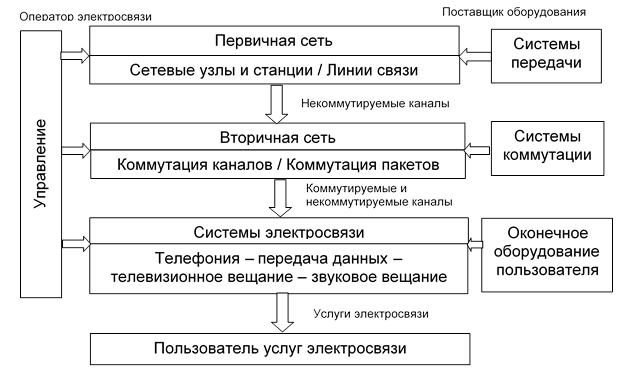 Оператор электросвязи
Поставщик оборудования
Управление
Первичная сеть
Сетевые узлы и станции / Линии связи
Системы
передачи
Некоммутируемые каналы
Вторичная сеть
Коммутация каналов / Коммутация пакетов
Системы
коммутации
Коммутируемые и
некоммутируемые каналы
Системы электросвязи
Телефония – передача данных –
телевизионное вещание – звуковое вещание
Оконечное
оборудование
пользователя
Услуги электросвязи
Пользователь услуг электросвязи